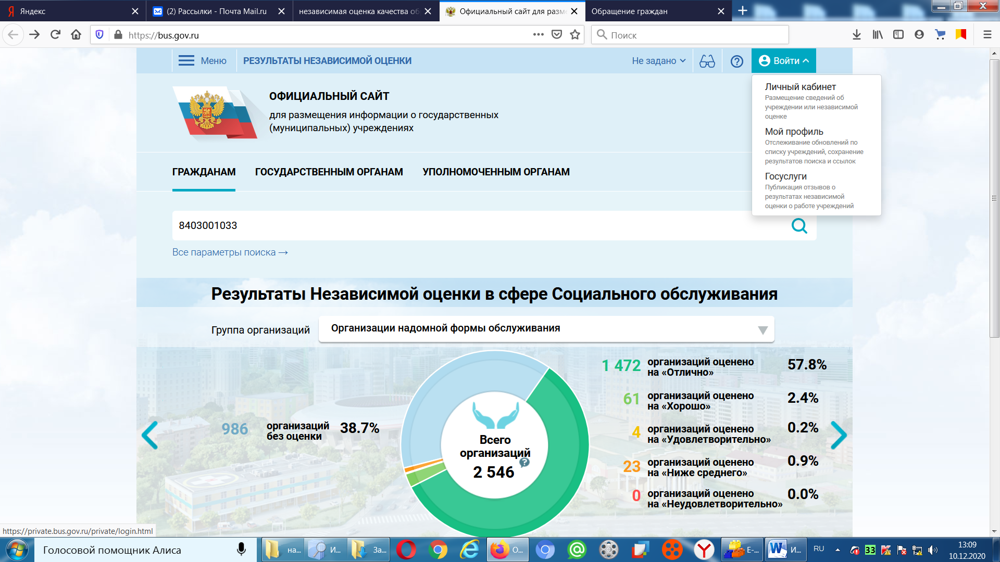 Яндекс
(2) Рассылки - Почта Mail.ru
независимая оценка качества об
Официальный сайт для разме
Обращение граждан
https://bus.gov.ru
Поиск
Меню
РЕЗУЛЬТАТЫ НЕЗАВИСИМОЙ ОЦЕНКИ
Не задано
Войти
ОФИЦИАЛЬНЫЙ САЙТ
для размещения информации о государственных
(муниципальных) учреждениях
Личный кабинет
Размещение сведений об
учреждении или независимой
оценке
Мой профиль
Отслеживание обновлений по
списку учреждений, сохранение
результатов поиска и ссылок
Госуслуги
Публикация отзывов о
результатах независимой
оценки о работе учреждений
ГРАЖДАНАМ
ГОСУДАРСТВЕННЫМ ОРГАНАМ
УПОЛНОМОЧЕННЫМ ОРГАНАМ
8403001033
Все параметры поиска →
Результаты Независимой оценки в сфере Социального обслуживания
Группа организаций
Организации надомной формы обслуживания
986 организаций без оценки 38.7%
Всего
организаций
2 546
1 472 организаций оценено 57.8%
на «Отлично»
61 организаций оценено 2.4%
на «Хорошо»
4 организаций оценено 0.2%
на «Удовлетворительно»
23 организаций оценено 0.9%
на «Ниже среднего»
0 организаций оценено 0.0%
на «Неудовлетворительно»
https://private.bus.gov.ru/private/login.html
Голосовой помощник Алиса
на...
И...
За...
О...
E-...
И...
RU
33
13:09
10.12.2020